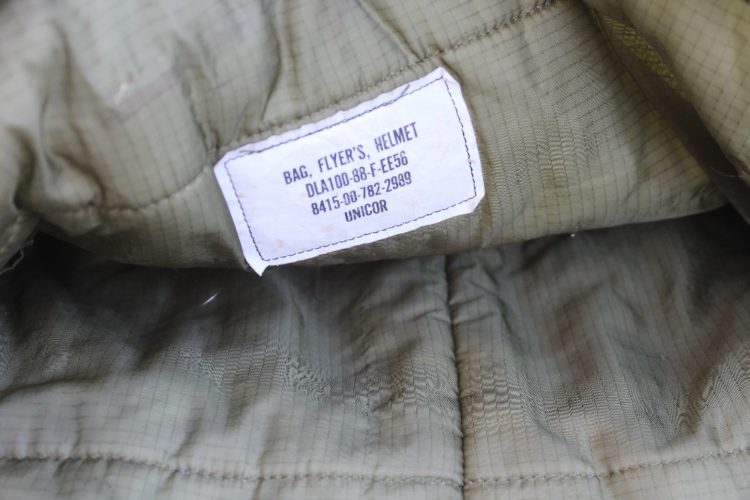 BAG, FLYER'S, HELMET
DLA100-88-F-EE56
8415-00-782-2989
UNICOR